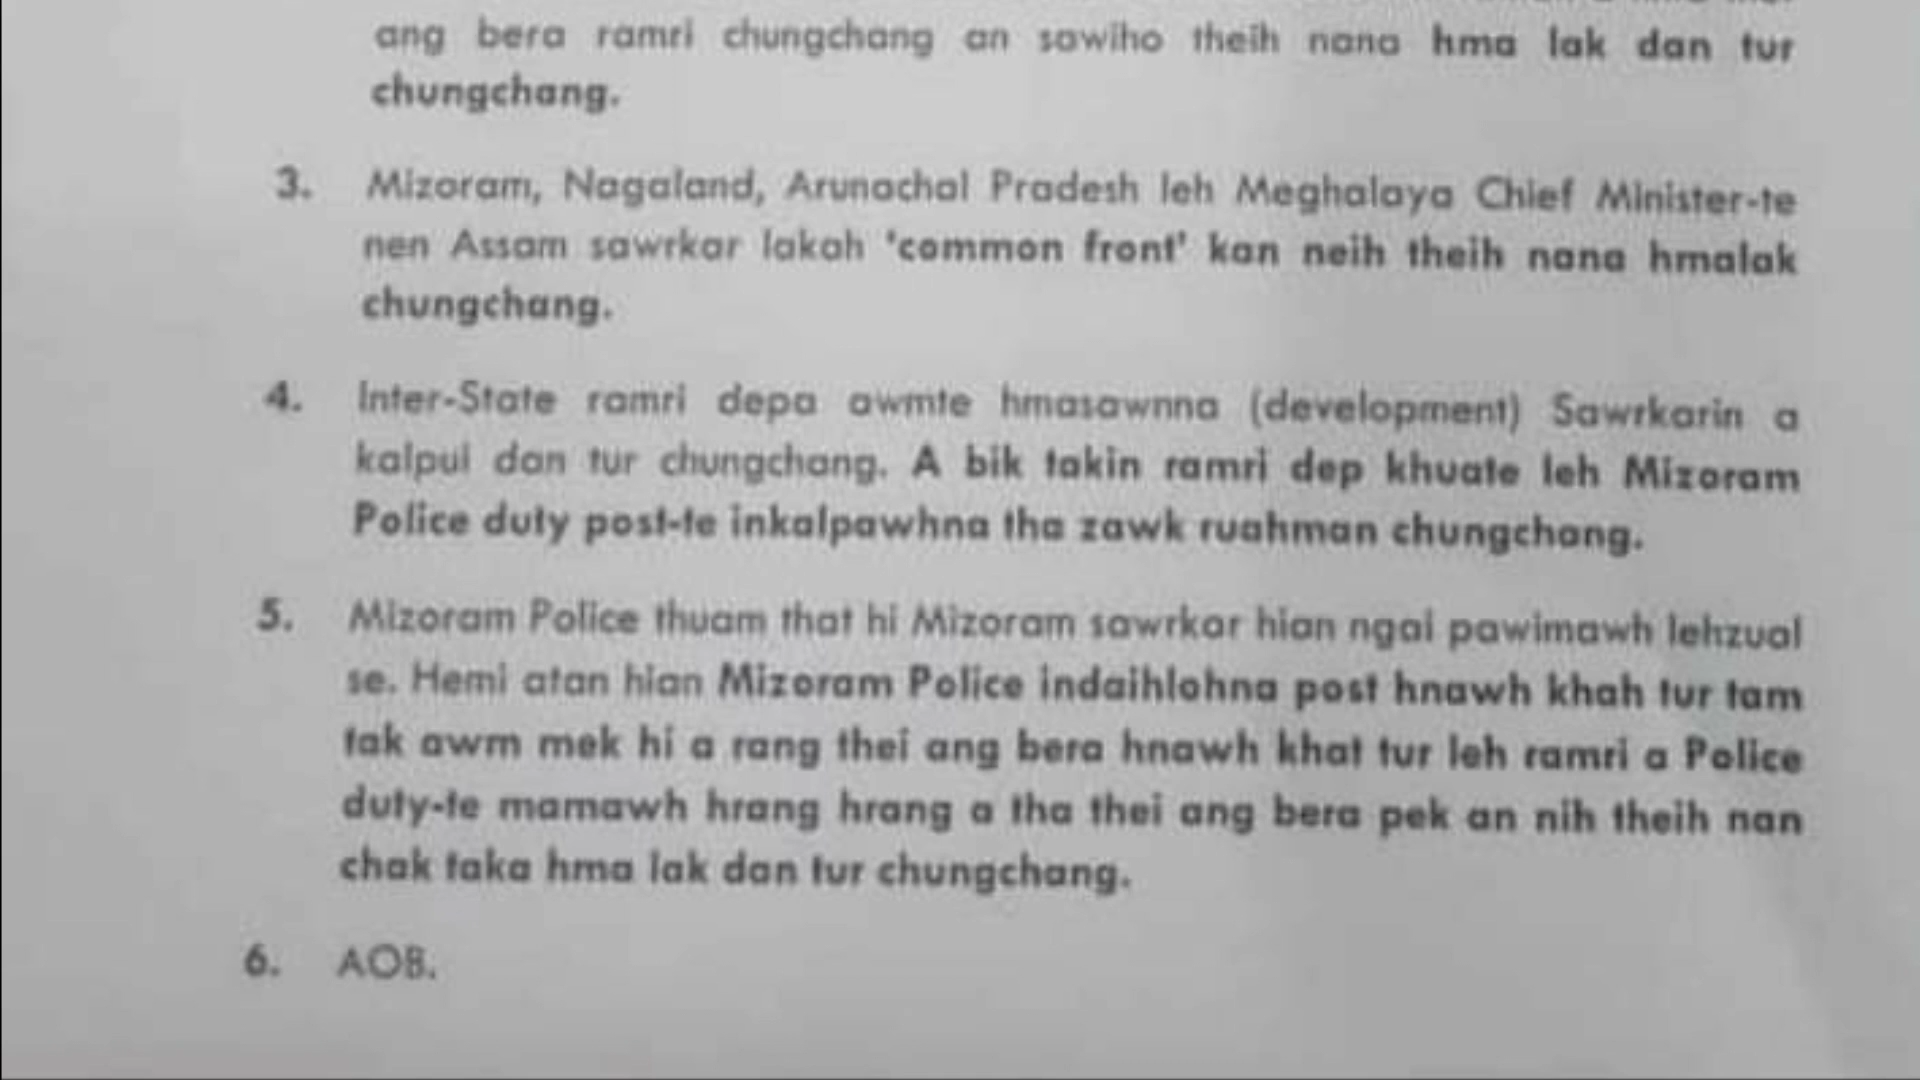 ang bera ramri chungchang an sawiho theih nana hma lak dan tur
chungchang.
3. Mizoram, Nagaland, Arunachal Pradesh leh Meghalaya Chief Minister-te
nen Assam sawrkar lakah 'common front' kan neih theih nana hmalak
chungchang.
4. Inter-State ramri depa awmte hmasawnna (development) Sawrkarin a
kalpui dan tur chungchang. A bik takin ramri dep khuate leh Mizoram
Police duty post-te inkalpawhna tha zawk ruahman chungchang.
5. Mizoram Police thuam that hi Mizoram sawrkar hian ngai pawimawh lehzual
se. Hemi atan hian Mizoram Police indaihlohna post hnawh khah tur tam
tak awm mek hi a rang thei ang bera hnawh khat tur leh ramri a Police
duty-te mamawh hrang hrang a tha thei ang bera pek an nih theih nan
chak taka hma lak dan tur chungchang.
6. AOB.